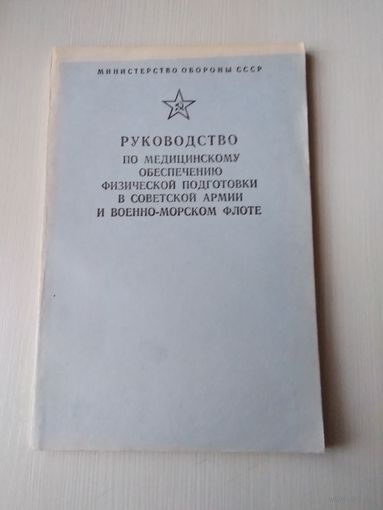 МИНИСТЕРСТВО ОБОРОНЫ СССР
РУКОВОДСТВО
ПО МЕДИЦИНСКОМУ
ОБЕСПЕЧЕНИЮ
ФИЗИЧЕСКОЙ ПОДГОТОВКИ
В СОВЕТСКОЙ АРМИИ
И ВОЕННО-МОРСКОМ ФЛОТЕ